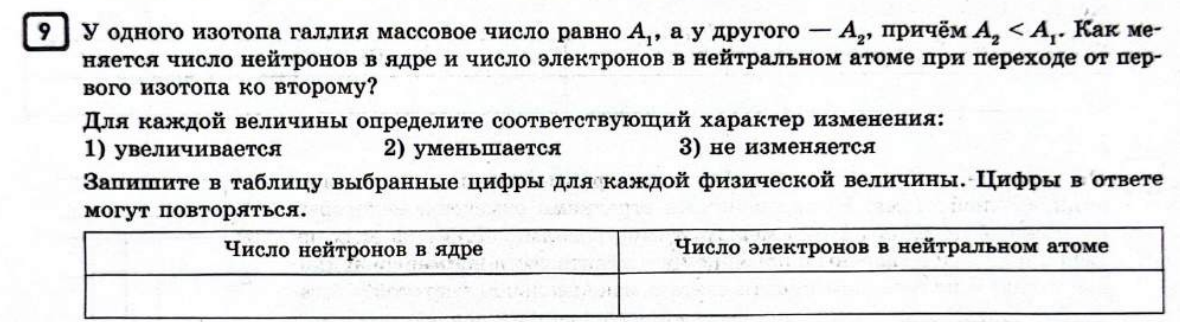 9 У одного изотопа галлия массовое число равно A₁, а у другого — A₂, причём A₂ < A₁. Как ме-
няется число нейтронов в ядре и число электронов в нейтральном атоме при переходе от пер-
вого изотопа ко второму?
Для каждой величины определите соответствующий характер изменения:
1) увеличивается 2) уменьшается 3) не изменяется
Запишите в таблицу выбранные цифры для каждой физической величины. Цифры в ответе
могут повторяться.
Число нейтронов в ядре Число электронов в нейтральном атоме